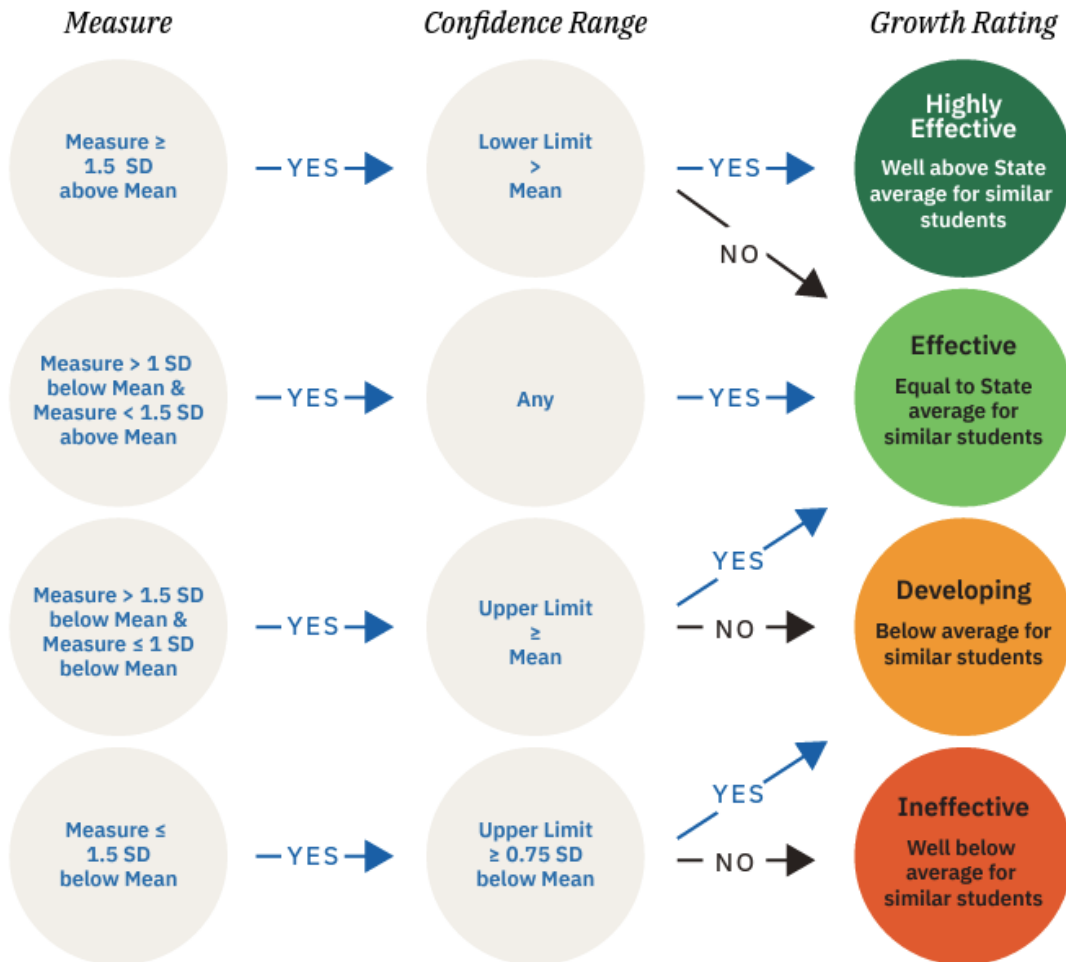 Measure
Confidence Range
Growth Rating
Measure ≥
1.5 SD
above Mean
YES
Lower Limit
>
Mean
YES
NO
Highly
Effective
Well above State
average for similar
students
Measure > 1 SD
below Mean &
Measure < 1.5 SD
above Mean
YES
Any
YES
Effective
Equal to State
average for
similar students
Measure > 1.5 SD
below Mean &
Measure ≤ 1 SD
below Mean
YES
Upper Limit
≥
Mean
YES
NO
Developing
Below average for
similar students
Measure ≤
1.5 SD
below Mean
YES
Upper Limit
≥ 0.75 SD
below Mean
YES
NO
Ineffective
Well below
average for
similar students